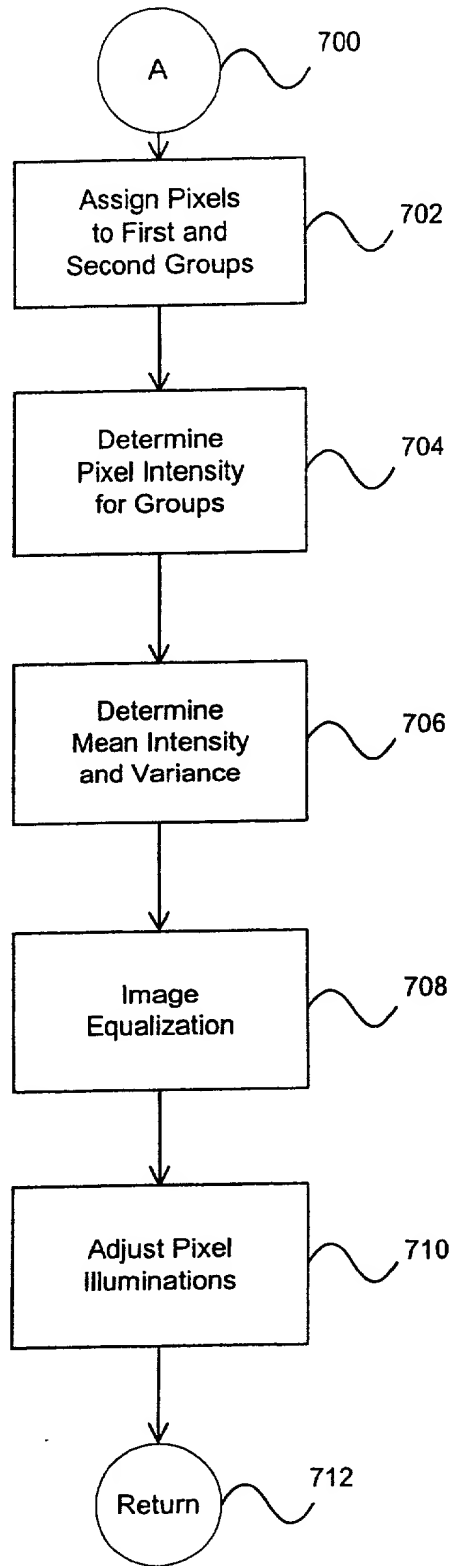 A
700
Assign Pixels
to First and
Second Groups
702
Determine
Pixel Intensity
for Groups
704
Determine
Mean Intensity
and Variance
706
Image
Equalization
708
Adjust Pixel
Illuminations
710
Return
712